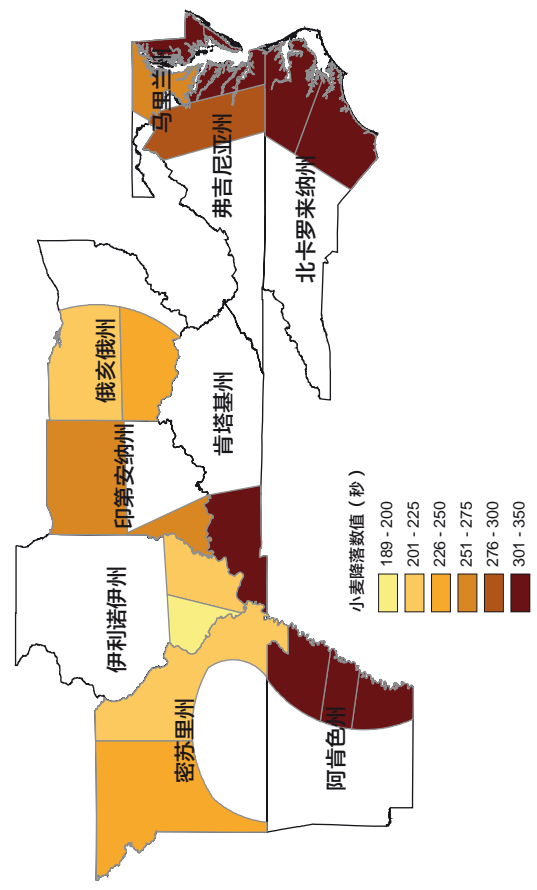 马里兰州
弗吉尼亚州
北卡罗来纳州
俄亥俄州
肯塔基州
印第安纳州
伊利诺伊州
密苏里州
阿肯色州
小麦降落数值（秒）
189 - 200
201 - 225
226 - 250
251 - 275
276 - 300
301 - 350